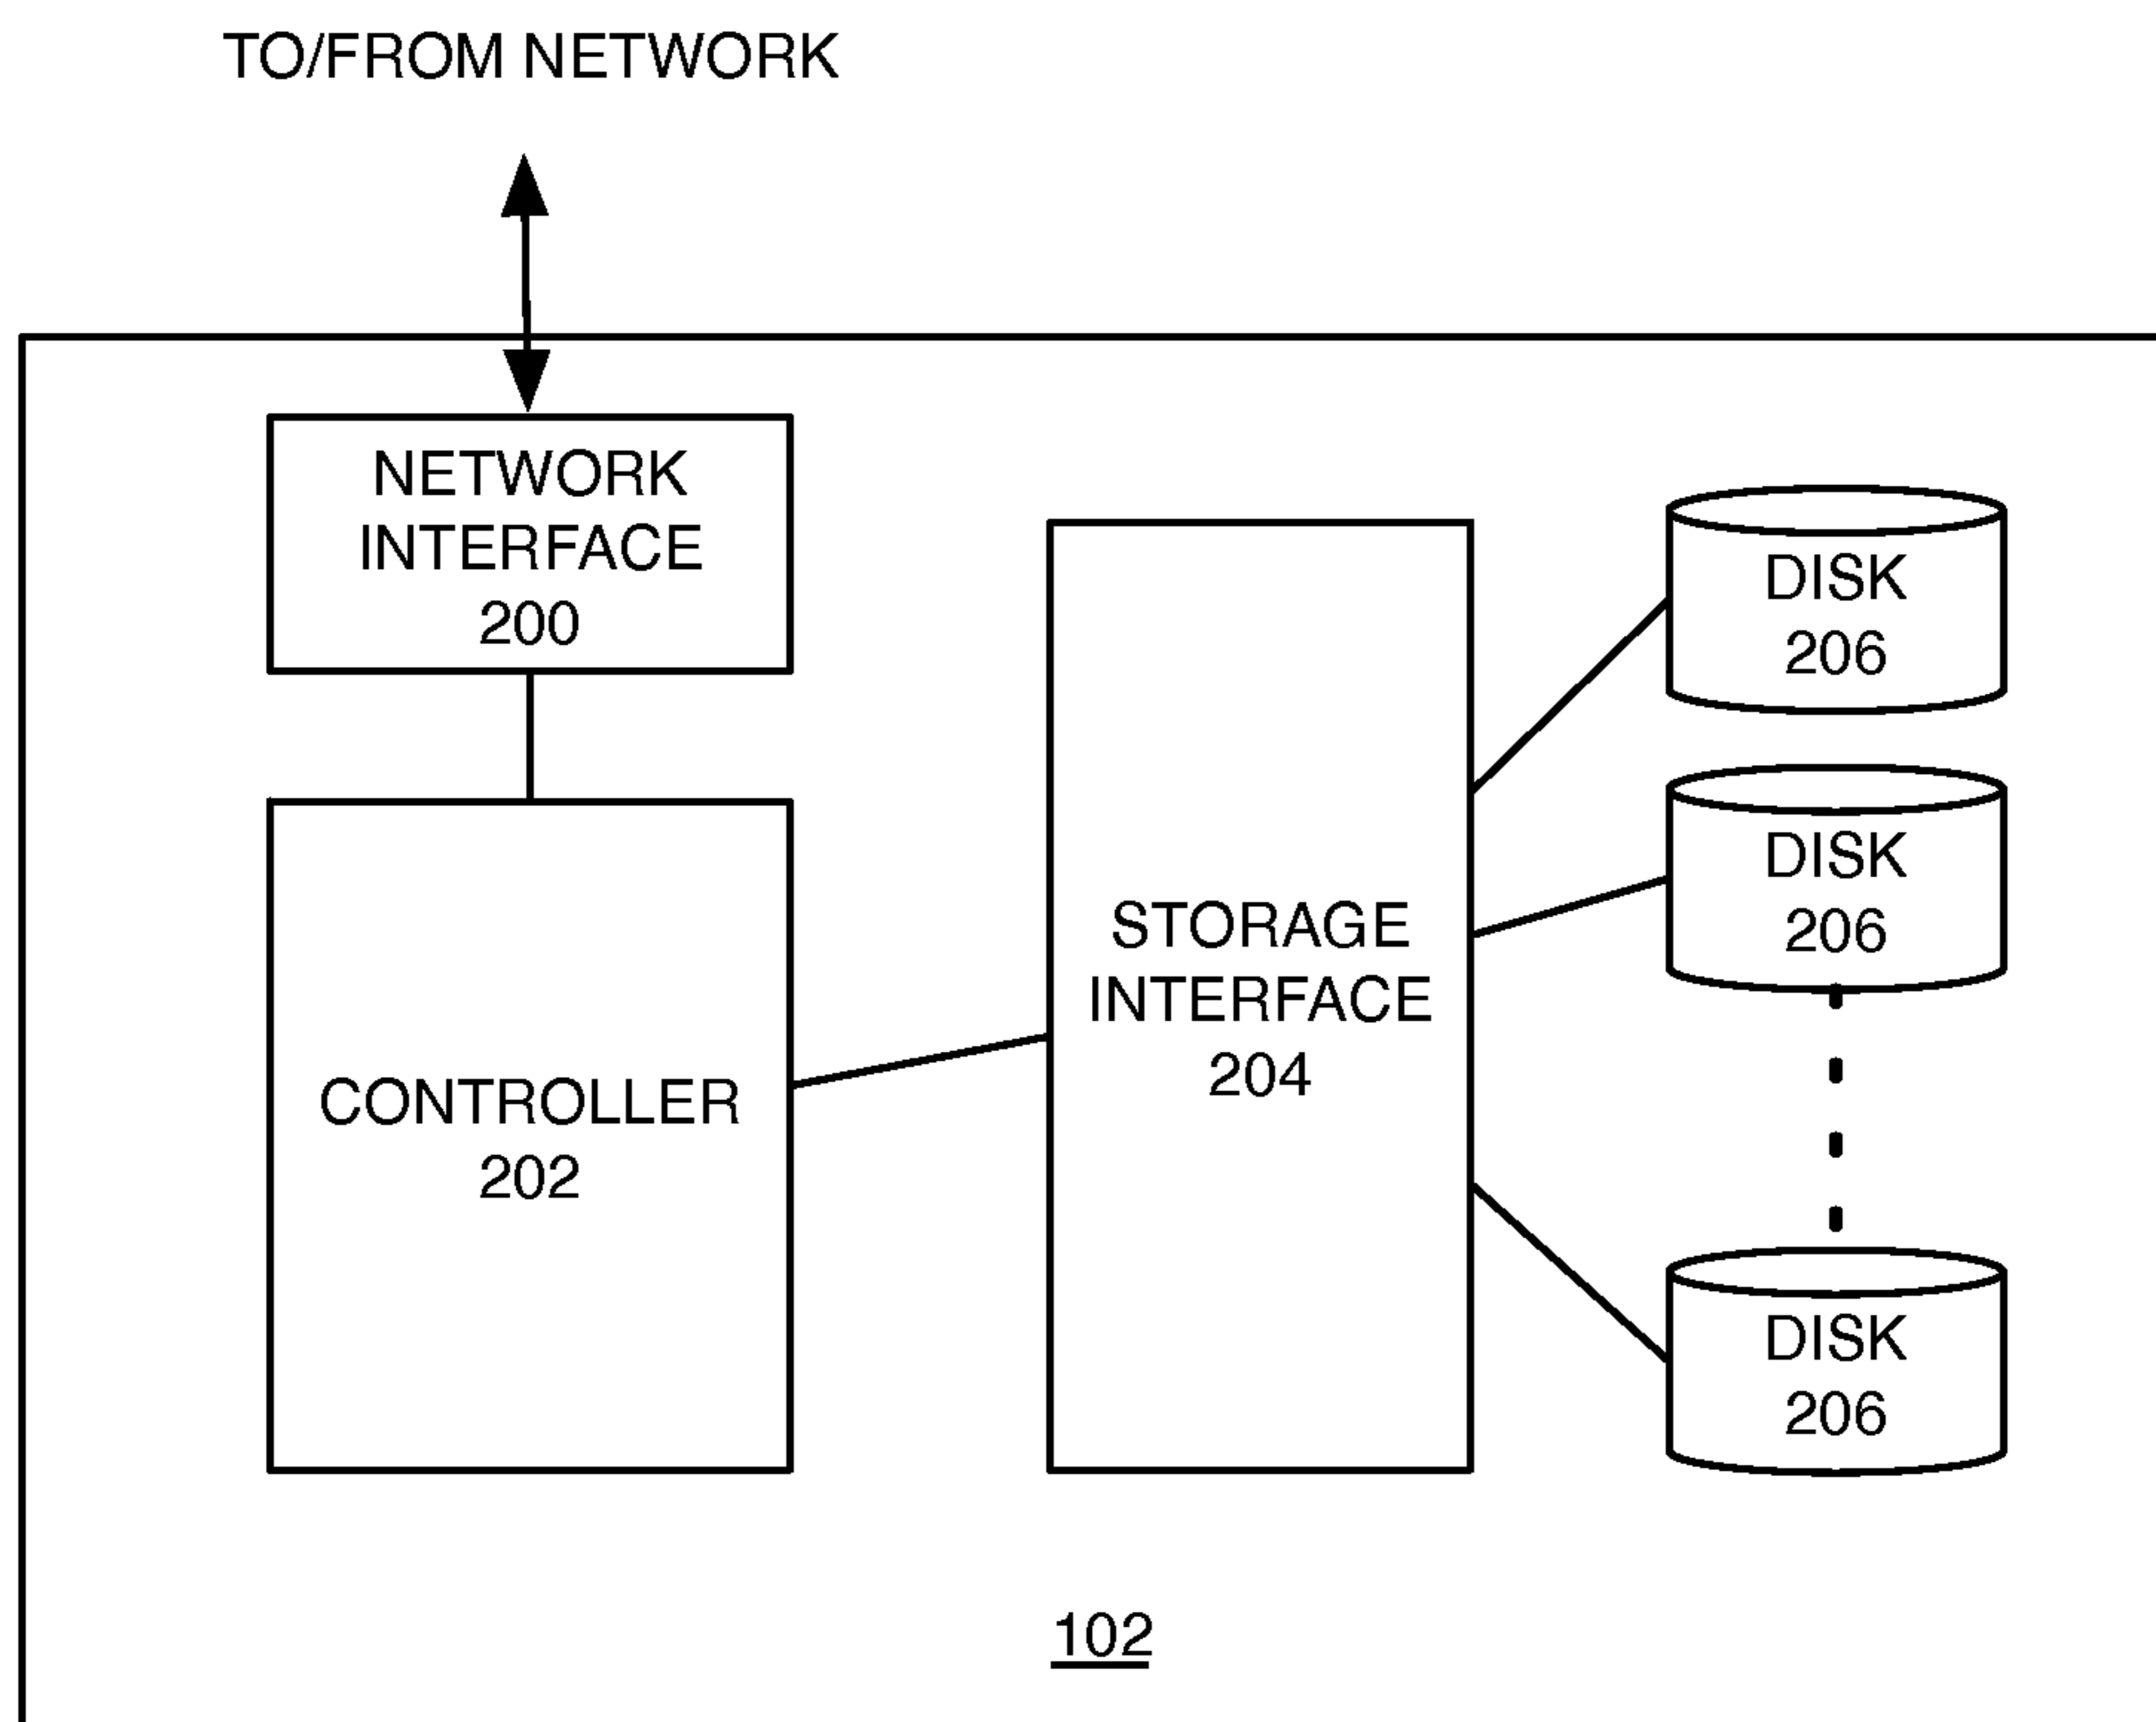 TO/FROM NETWORK
NETWORK
INTERFACE
200
CONTROLLER
202
STORAGE
INTERFACE
204
DISK
206
DISK
206
DISK
206
102